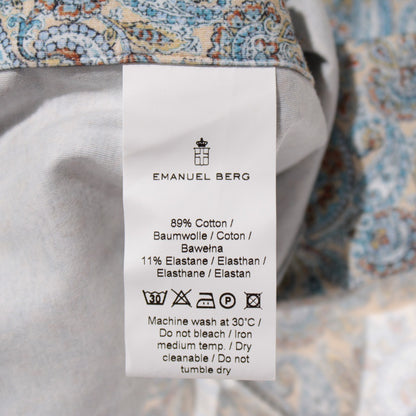 EMANUEL BERG
89% Cotton /
Baumwolle / Coton /
Bawełna
11% Elastane / Elasthan /
Elasthane / Elastan
30 P
Machine wash at 30°C /
Do not bleach / Iron
medium temp. / Dry
cleanable / Do not
tumble dry